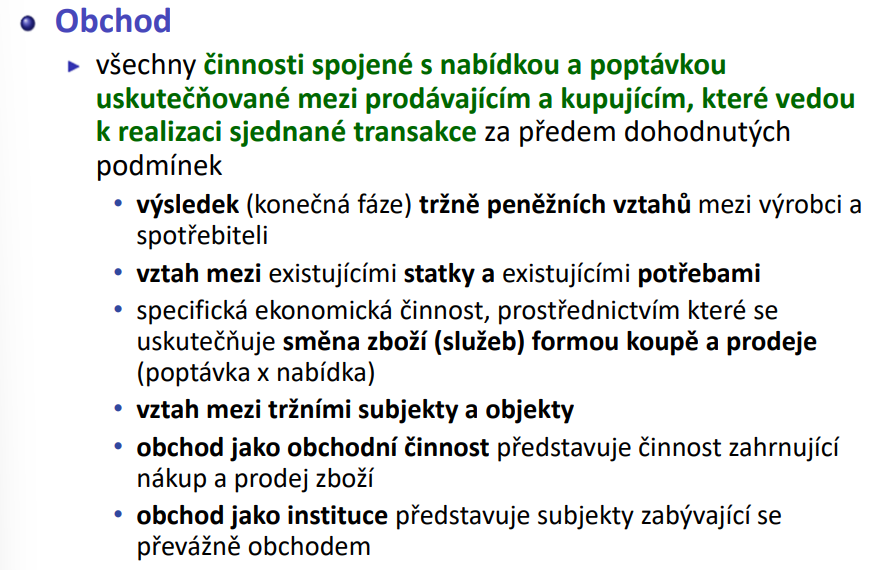 Obchod
všechny činnosti spojené s nabídkou a poptávkou
uskutečňované mezi prodávajícím a kupujícím, které vedou
k realizaci sjednané transakce za předem dohodnutých
podmínek
výsledek (konečná fáze) tržně peněžních vztahů mezi výrobci a
spotřebiteli
vztah mezi existujícími statky a existujícími potřebami
specifická ekonomická činnost, prostřednictvím které se
uskutečňuje směna zboží (služeb) formou koupě a prodeje
(poptávka x nabídka)
vztah mezi tržními subjekty a objekty
obchod jako obchodní činnost představuje činnost zahrnující
nákup a prodej zboží
obchod jako instituce představuje subjekty zabývající se
převážně obchodem